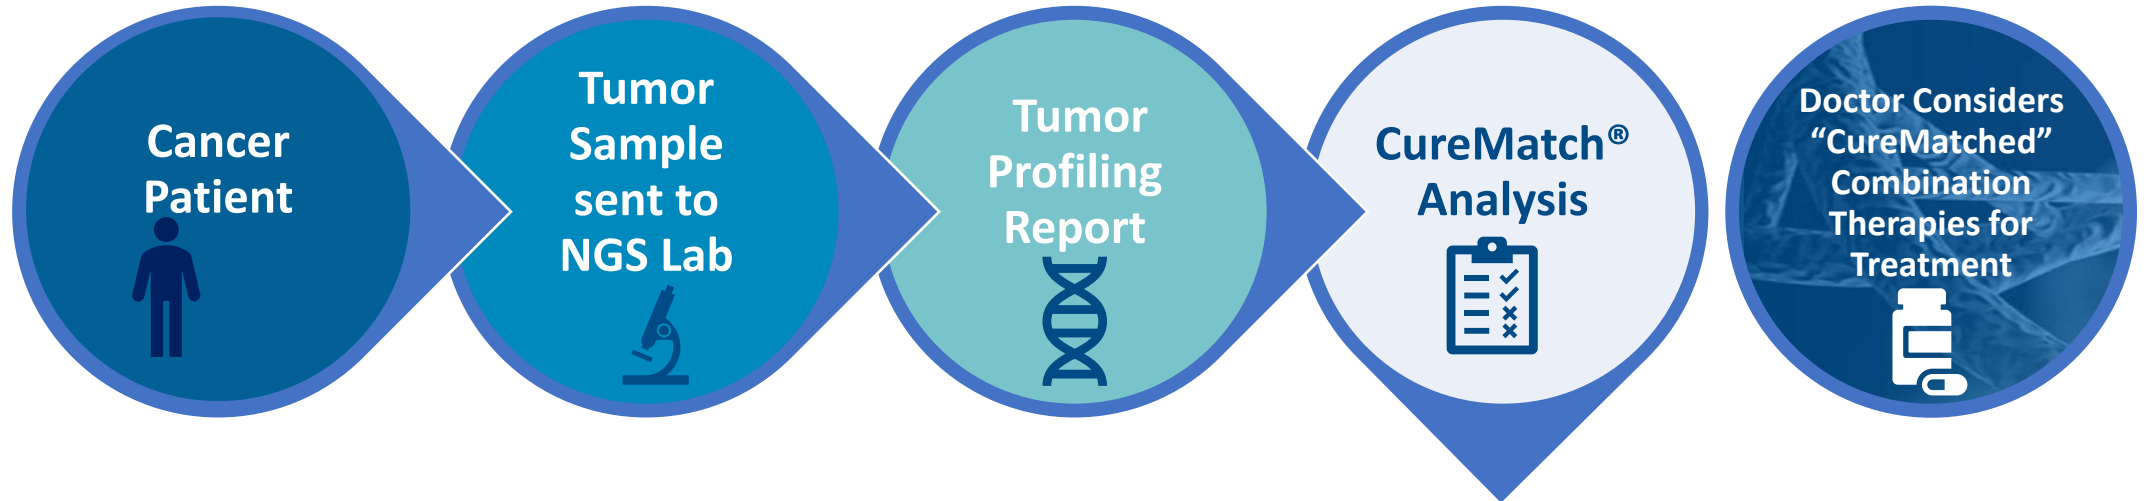 Cancer
Patient
Tumor
Sample
sent to
NGS Lab
Tumor
Profiling
Report
CureMatch®
Analysis
Doctor Considers
“CureMatched”
Combination
Therapies for
Treatment